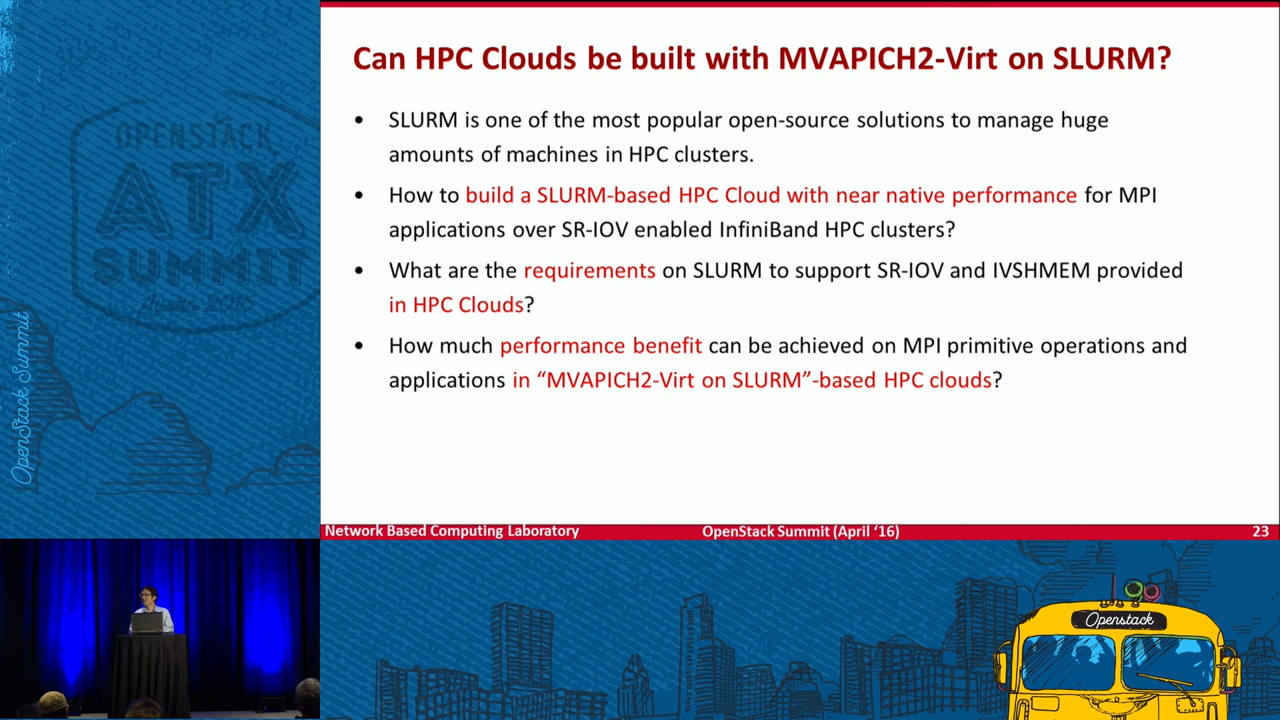 OPENSTACK
ATX
SUMMIT
Austin 2016
OpenStack Summit
Can HPC Clouds be built with MVAPICH2-Virt on SLURM?
• SLURM is one of the most popular open-source solutions to manage huge
amounts of machines in HPC clusters.
• How to build a SLURM-based HPC Cloud with near native performance for MPI
applications over SR-IOV enabled InfiniBand HPC clusters?
• What are the requirements on SLURM to support SR-IOV and IVSHMEM provided
in HPC Clouds?
• How much performance benefit can be achieved on MPI primitive operations and
applications in “MVAPICH2-Virt on SLURM”-based HPC clouds?
Network Based Computing Laboratory
OpenStack Summit (April ‘16)
23
Openstack